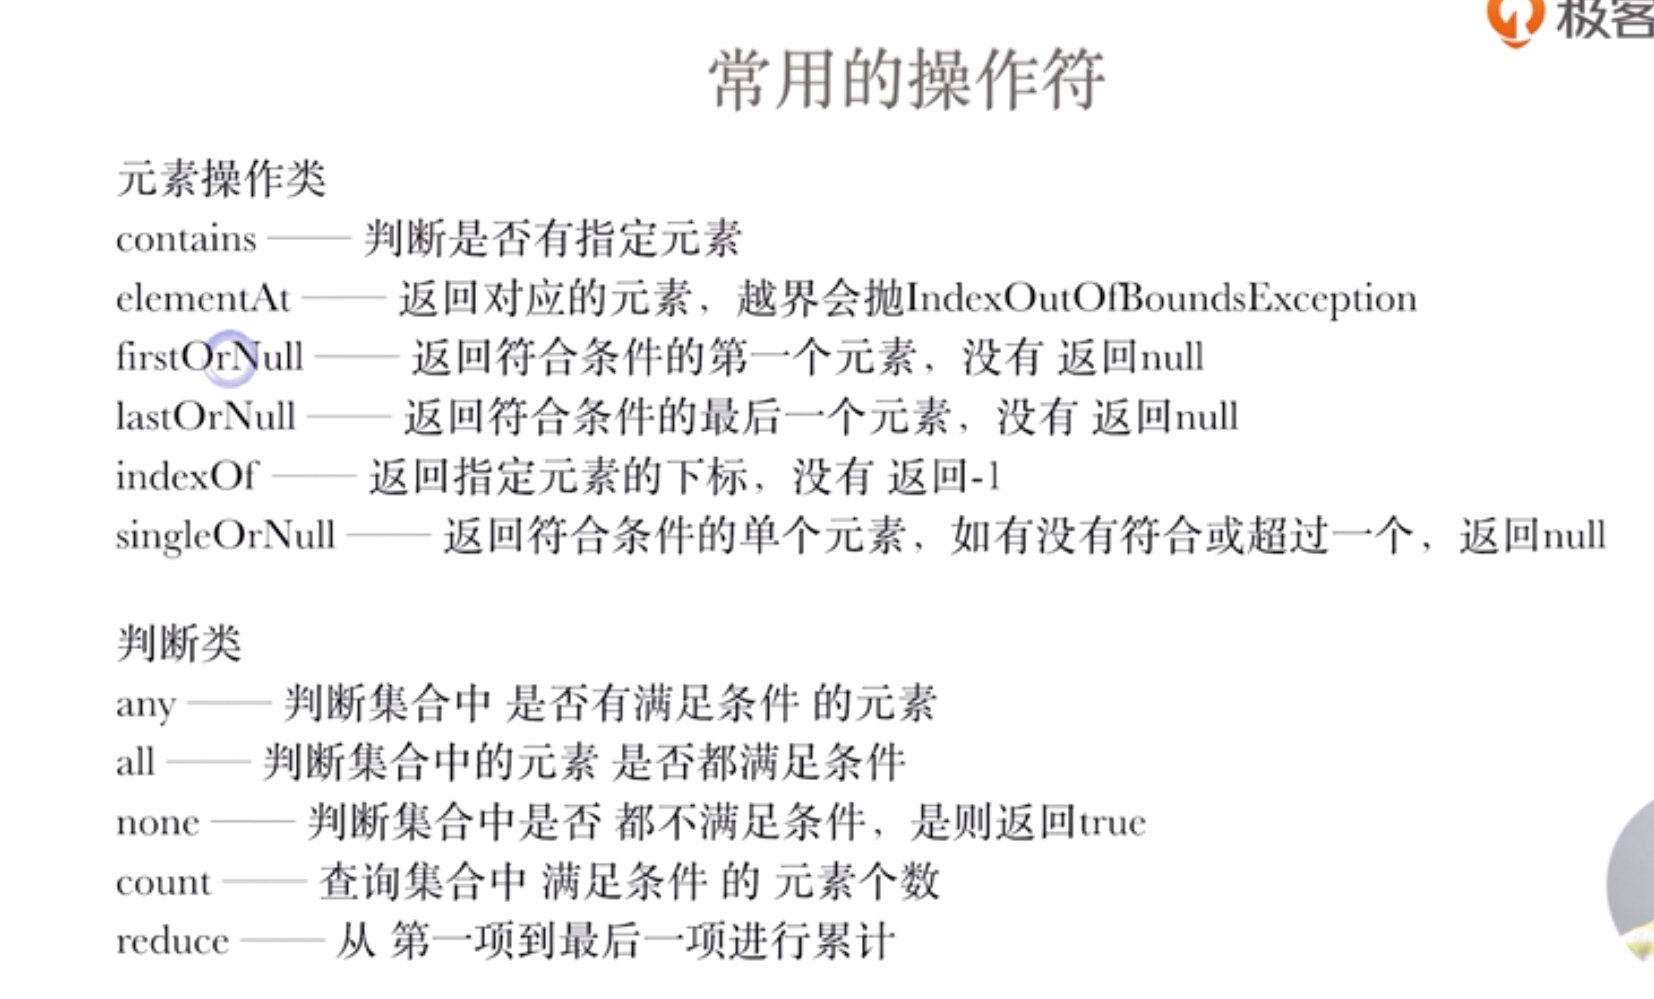 极客
常用的操作符
元素操作类
contains —— 判断是否有指定元素
elementAt —— 返回对应的元素，越界会抛IndexOutOfBoundsException
firstOrNull —— 返回符合条件的第一个元素，没有 返回null
lastOrNull —— 返回符合条件的最后一个元素，没有 返回null
indexOf —— 返回指定元素的下标，没有 返回-1
singleOrNull —— 返回符合条件的单个元素，如有没有符合或超过一个，返回null
判断类
any —— 判断集合中 是否有满足条件 的元素
all —— 判断集合中的元素 是否都满足条件
none —— 判断集合中是否 都不满足条件，是则返回true
count —— 查询集合中 满足条件 的 元素个数
reduce —— 从 第一项到最后一项进行累计